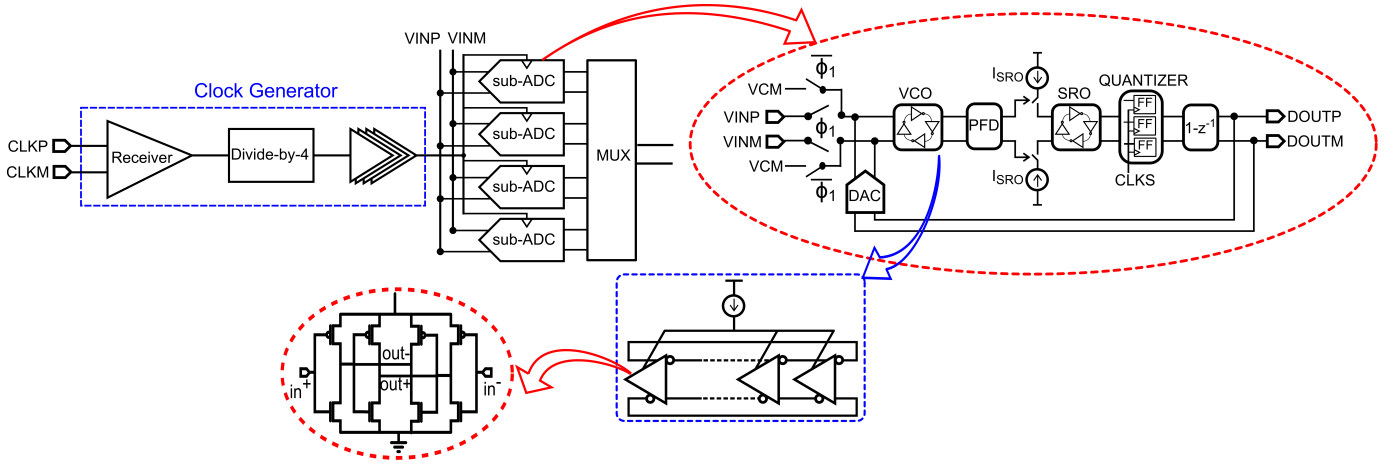 VINP VINM
Clock Generator
CLKP
CLKM
Receiver
Divide-by-4
sub-ADC
sub-ADC
sub-ADC
sub-ADC
MUX
ϕ1
VCM
VINP
ϕ1
VINM
VCM
ϕ1
DAC
VCO
PFD
ISRO
ISRO
SRO
QUANTIZER
FF
FF
FF
CLKS
1-z-1
DOUTP
DOUTM
out-
out+
in+
in-